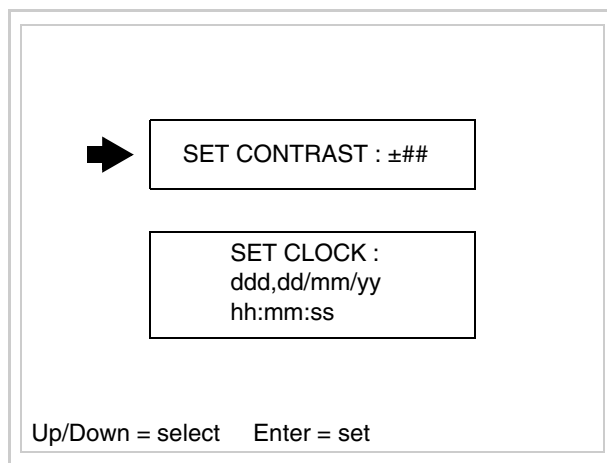 SET CONTRAST : ±##
SET CLOCK :
ddd,dd/mm/yy
hh:mm:ss
Up/Down = select Enter = set